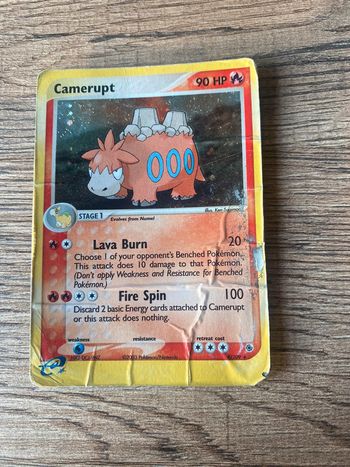 Camerupt 90 HP
Illus. Ken Sugimori
STAGE 1 Evolves from Numel
Lava Burn 20
Choose 1 of your opponent's Benched Pokémon.
This attack does 10 damage to that Pokémon.
(Don't apply Weakness and Resistance for Benched
Pokémon.)
Fire Spin 100
Discard 2 basic Energy cards attached to Camerupt
or this attack does nothing.
weakness resistance retreat cost
©2003 Pokémon/Nintendo